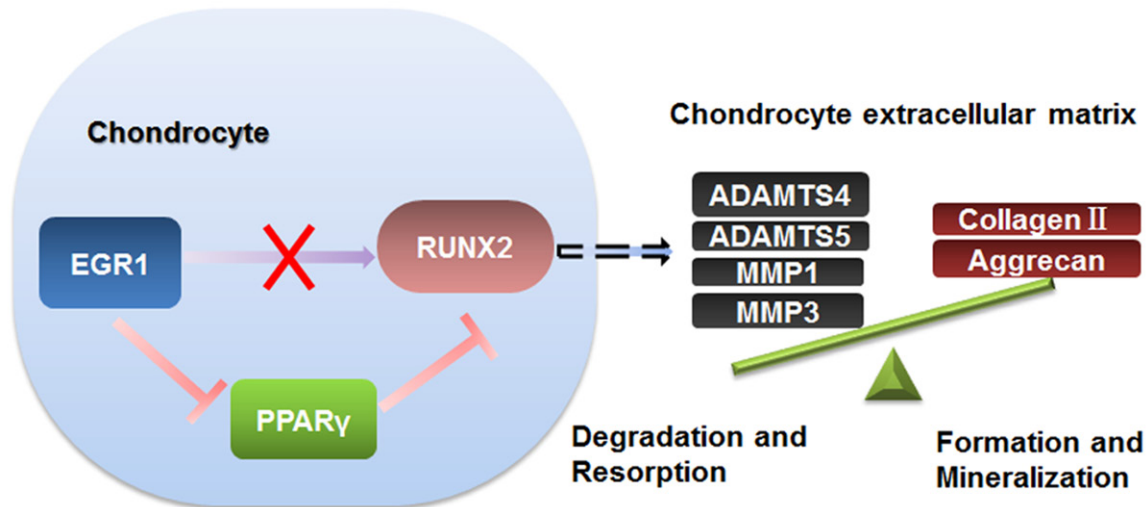 Chondrocyte
EGR1
RUNX2
PPARγ
Chondrocyte extracellular matrix
ADAMTS4
ADAMTS5
MMP1
MMP3
Collagen Ⅱ
Aggrecan
Degradation and
Resorption
Formation and
Mineralization